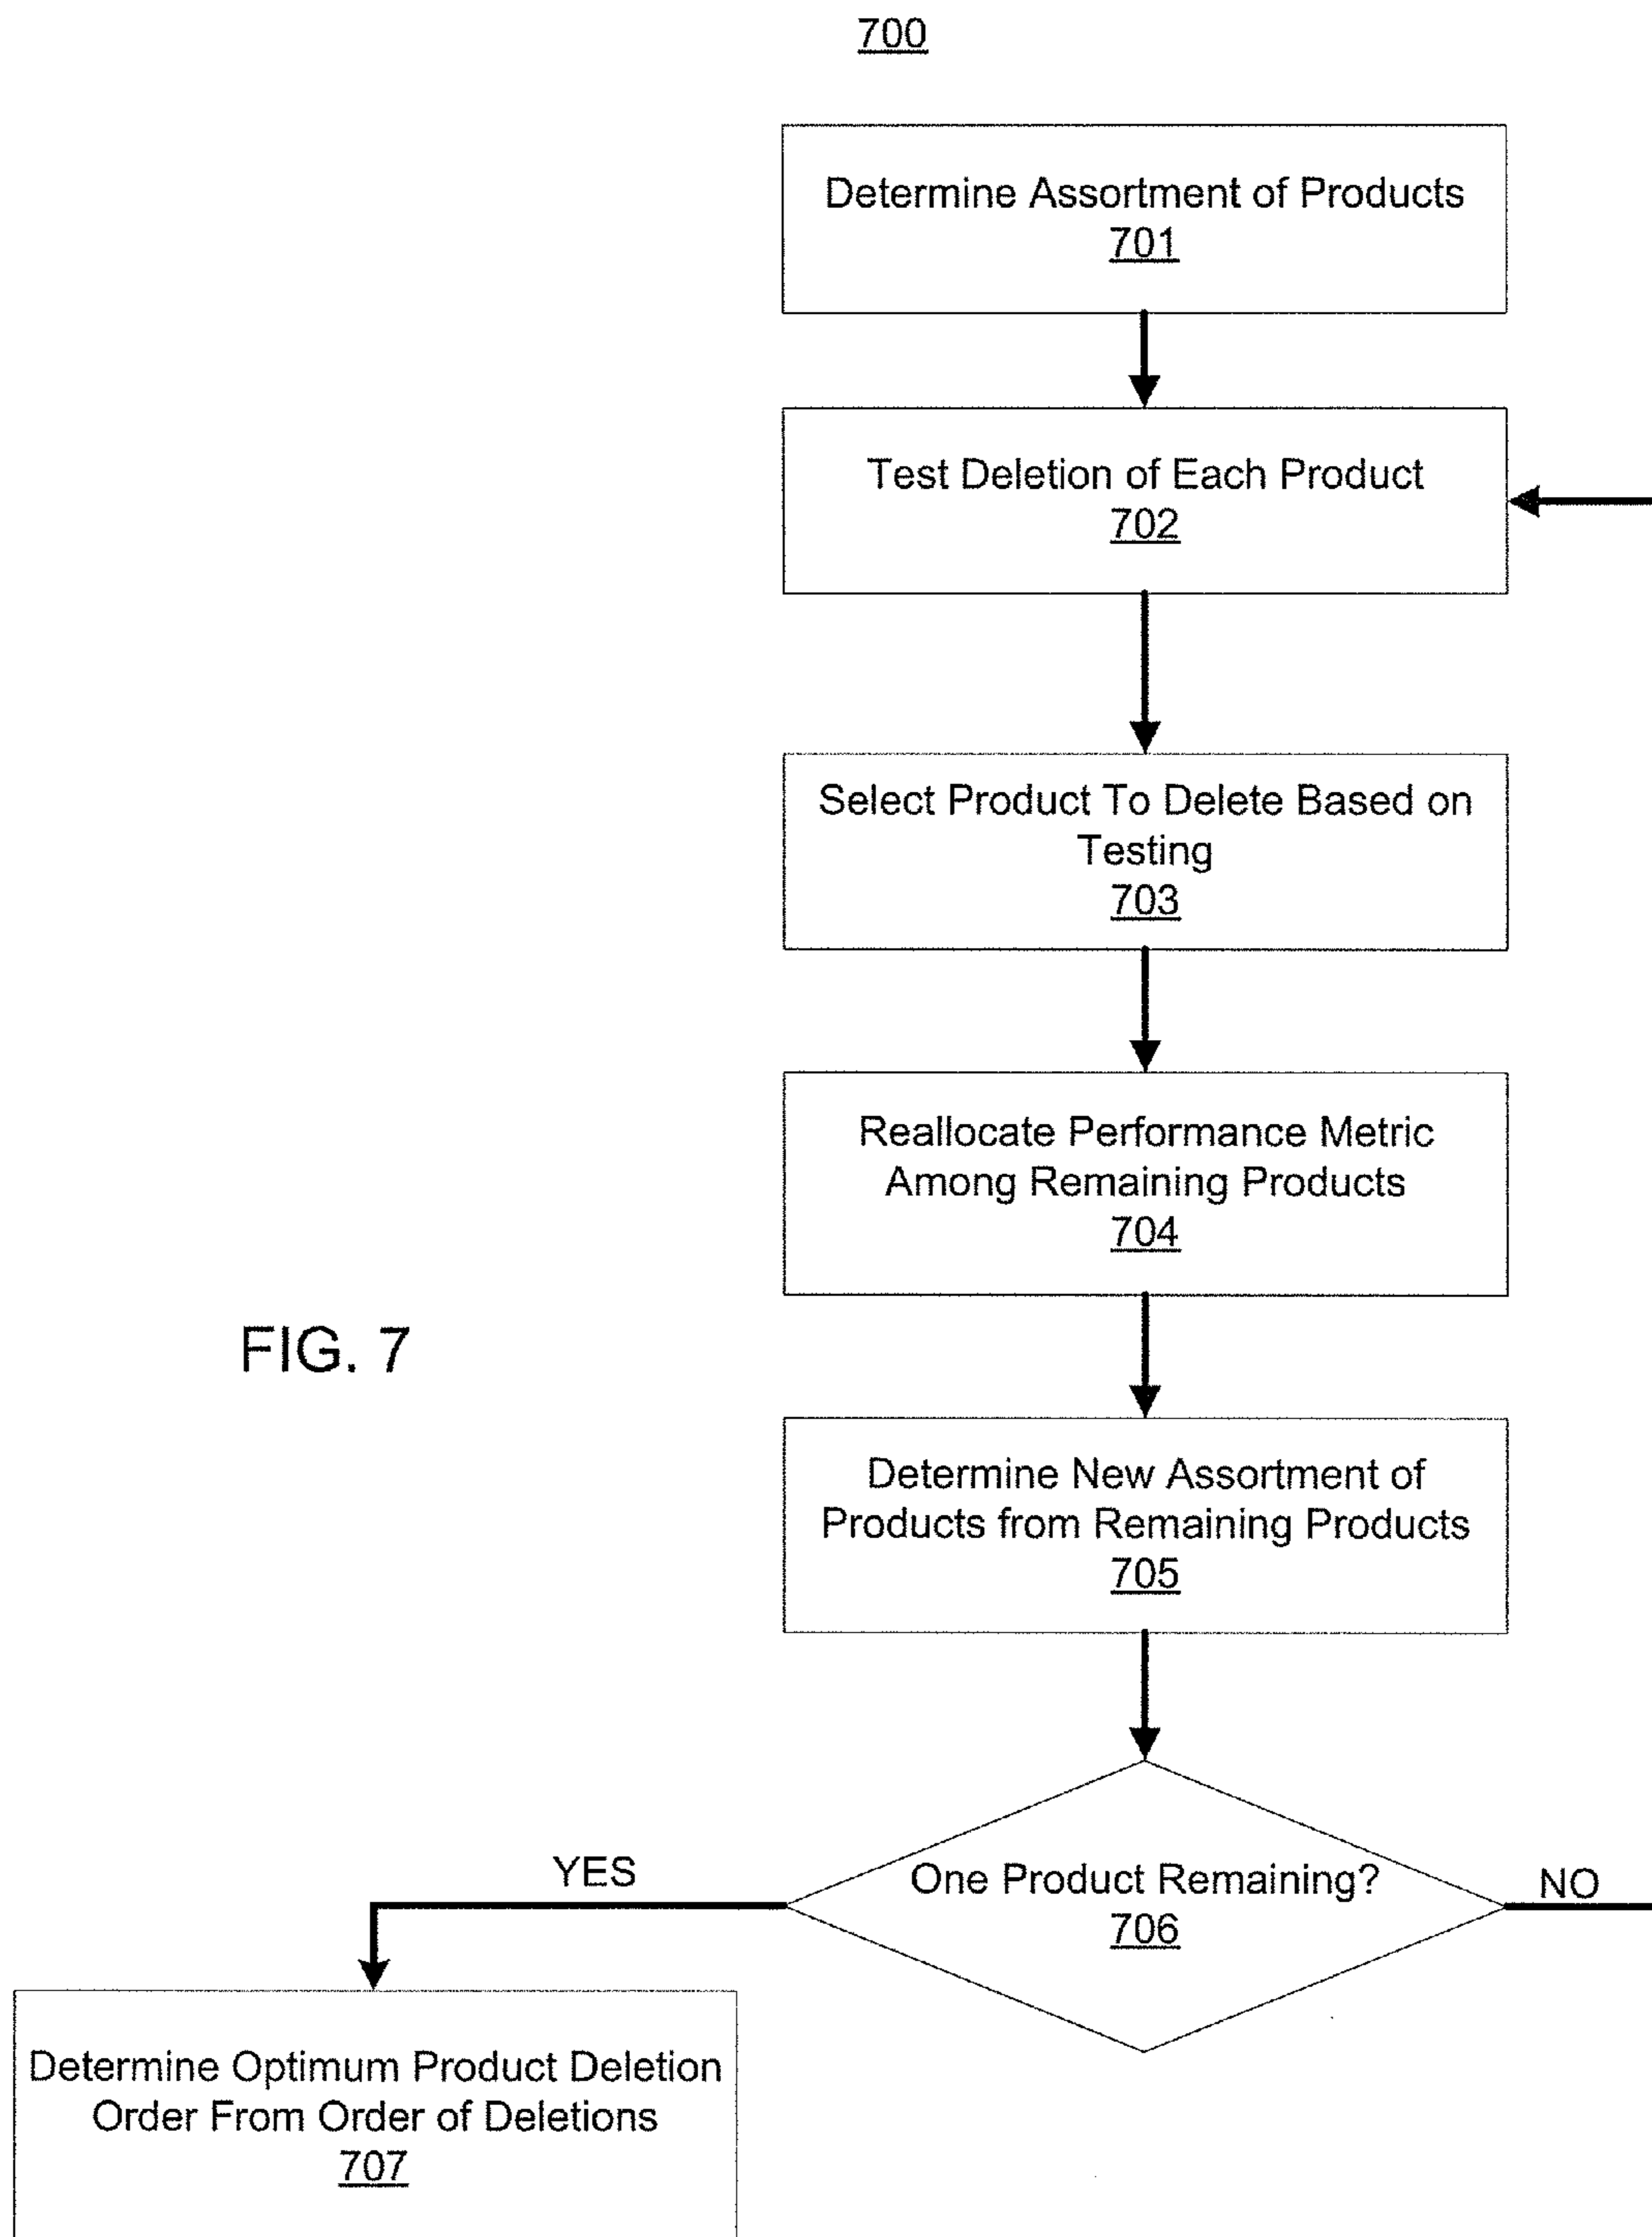 700
Determine Assortment of Products
701
Test Deletion of Each Product
702
Select Product To Delete Based on
Testing
703
Reallocate Performance Metric
Among Remaining Products
704
FIG. 7
Determine New Assortment of
Products from Remaining Products
705
One Product Remaining?
706
YES
NO
Determine Optimum Product Deletion
Order From Order of Deletions
707